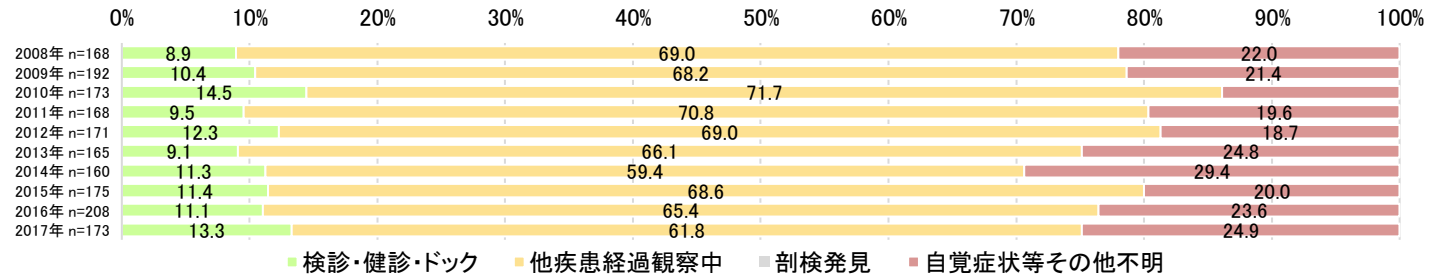 0% 10% 20% 30% 40% 50% 60% 70% 80% 90% 100%
2008年 n=168 8.9 69.0 22.0
2009年 n=192 10.4 68.2 21.4
2010年 n=173 14.5 71.7
2011年 n=168 9.5 70.8 19.6
2012年 n=171 12.3 69.0 18.7
2013年 n=165 9.1 66.1 24.8
2014年 n=160 11.3 59.4 29.4
2015年 n=175 11.4 68.6 20.0
2016年 n=208 11.1 65.4 23.6
2017年 n=173 13.3 61.8 24.9
検診・健診・ドック 他疾患経過観察中 剖検発見 自覚症状等その他不明